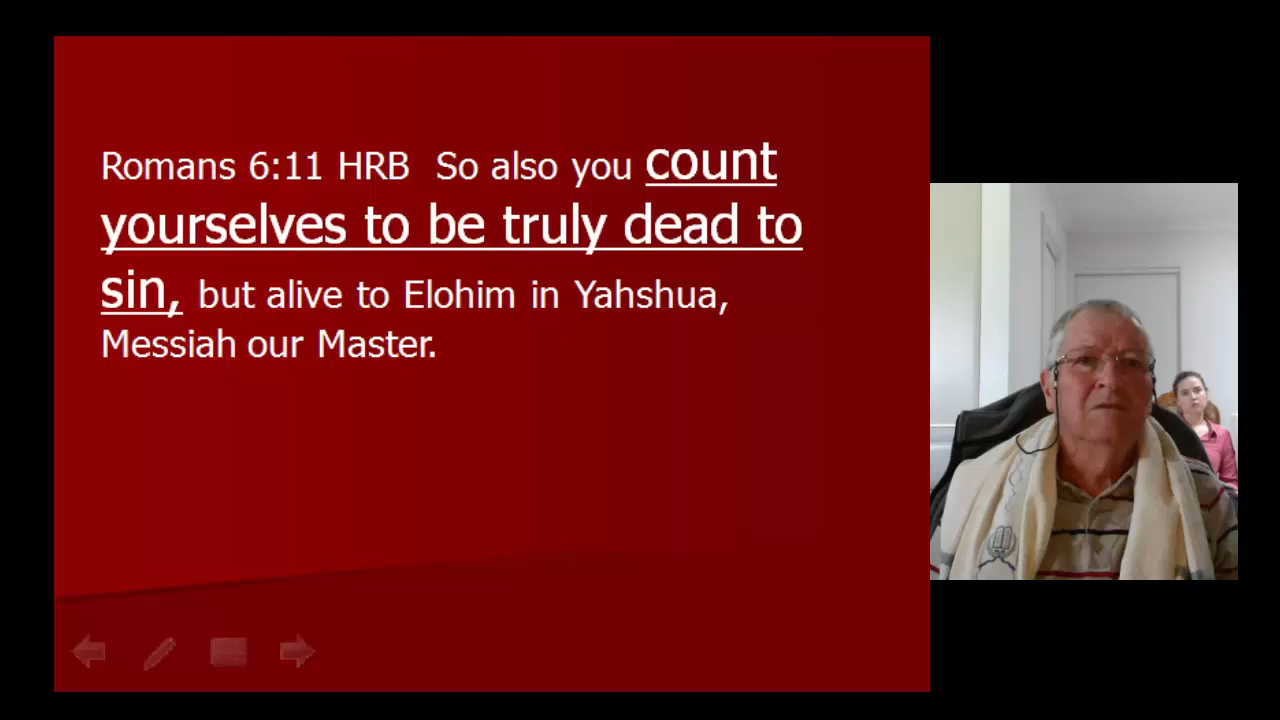 Romans 6:11 HRB  So also you count
yourselves to be truly dead to
sin, but alive to Elohim in Yahshua,
Messiah our Master.